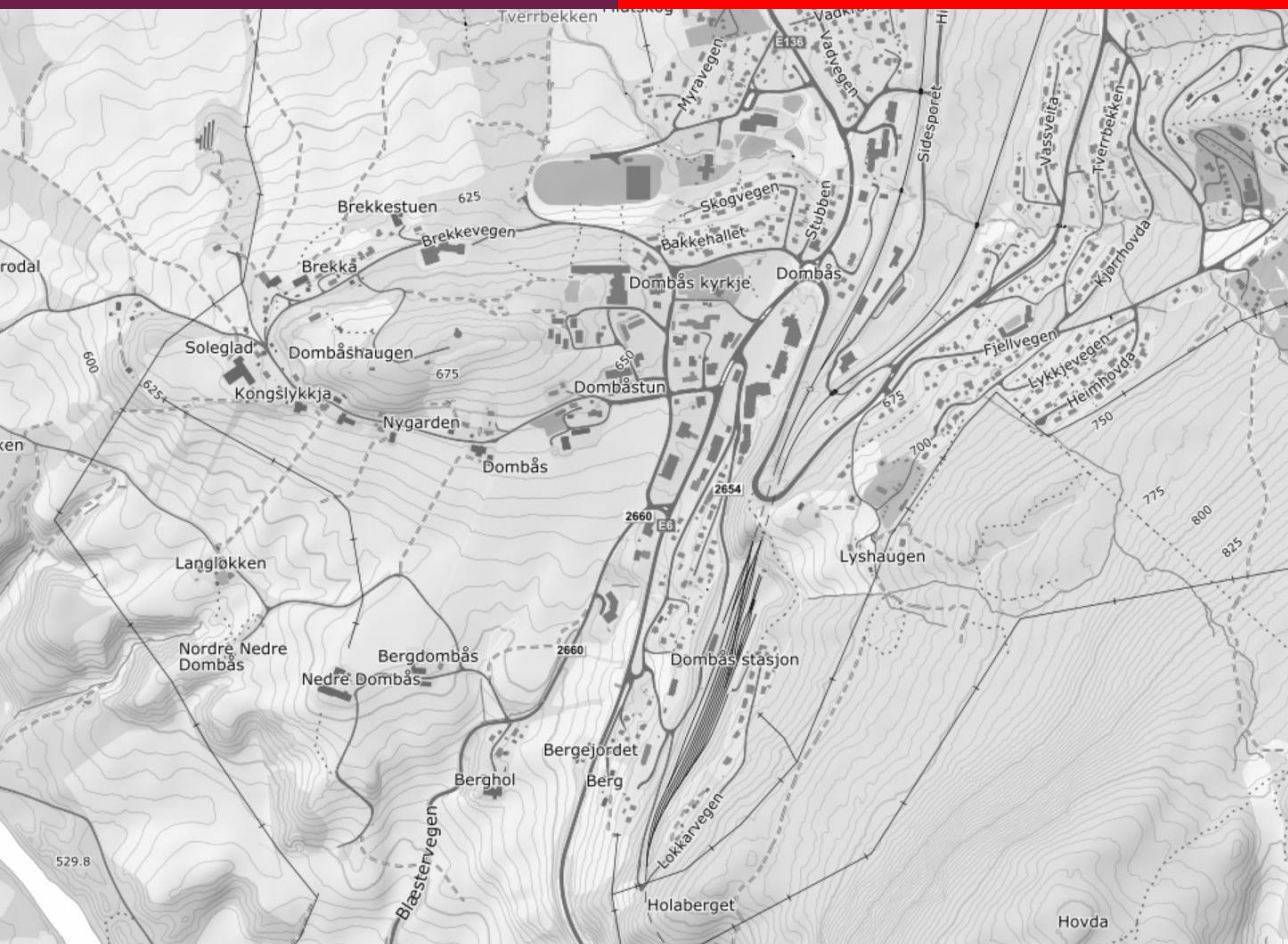 Tverrbekken
E136
Vadvegen
Myravegen
Sidesporet
Vassveita
Tverrbekken
Brekkestuen
625
Skogvegen
Stubben
Brekkevegen
Bakkehallet
Brekka
Dombås kyrkje
Dombås
Kjørrhovda
rodal
Soleglad
Dombåshaugen
650
Fjellvegen
600
675
Lykkjevegen
625
Kongslykkja
Dombåstun
Heimhovda
675
Nygarden
750
ken
700
Dombås
2654
775
2660
E6
800
825
Langløkken
Lyshaugen
Nordre Nedre
Dombås
Bergdombås
2660
Dombås stasjon
Nedre Dombås
Bergejordet
Berghol
Berg
Lokkarvegen
529.8
Blæstervegen
Holaberget
Hovda